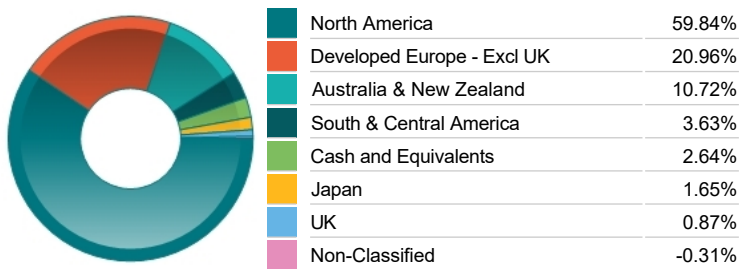 North America 59.84%
Developed Europe - Excl UK 20.96%
Australia & New Zealand 10.72%
South & Central America 3.63%
Cash and Equivalents 2.64%
Japan 1.65%
UK 0.87%
Non-Classified -0.31%